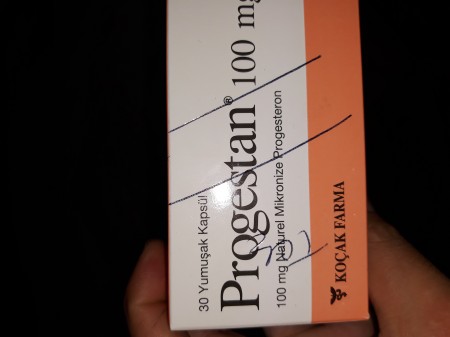 30 Yumuşak Kapsül
Progestan® 100 mg
100 mg Naturel Mikronize Progesteron
KOÇAK FARMA